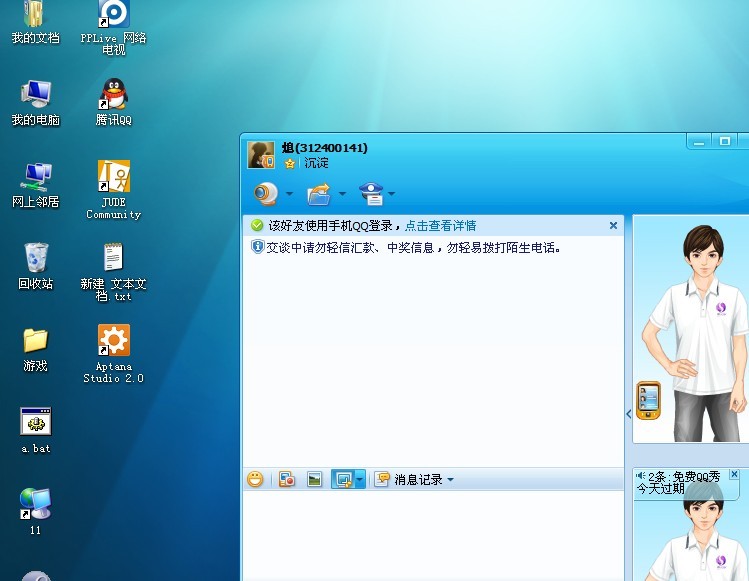 我的文档
PPLive 网络
电视
我的电脑
腾讯QQ
网上邻居
JUDE
Community
回收站
新建 文本文
档.txt
游戏
Aptana
Studio 2.0
a.bat
11
(312400141)
沉淀
该好友使用手机QQ登录，点击查看详情
交谈中请勿轻信汇款、中奖信息，勿轻易拨打陌生电话。
消息记录
2条:免费QQ秀
今天过期